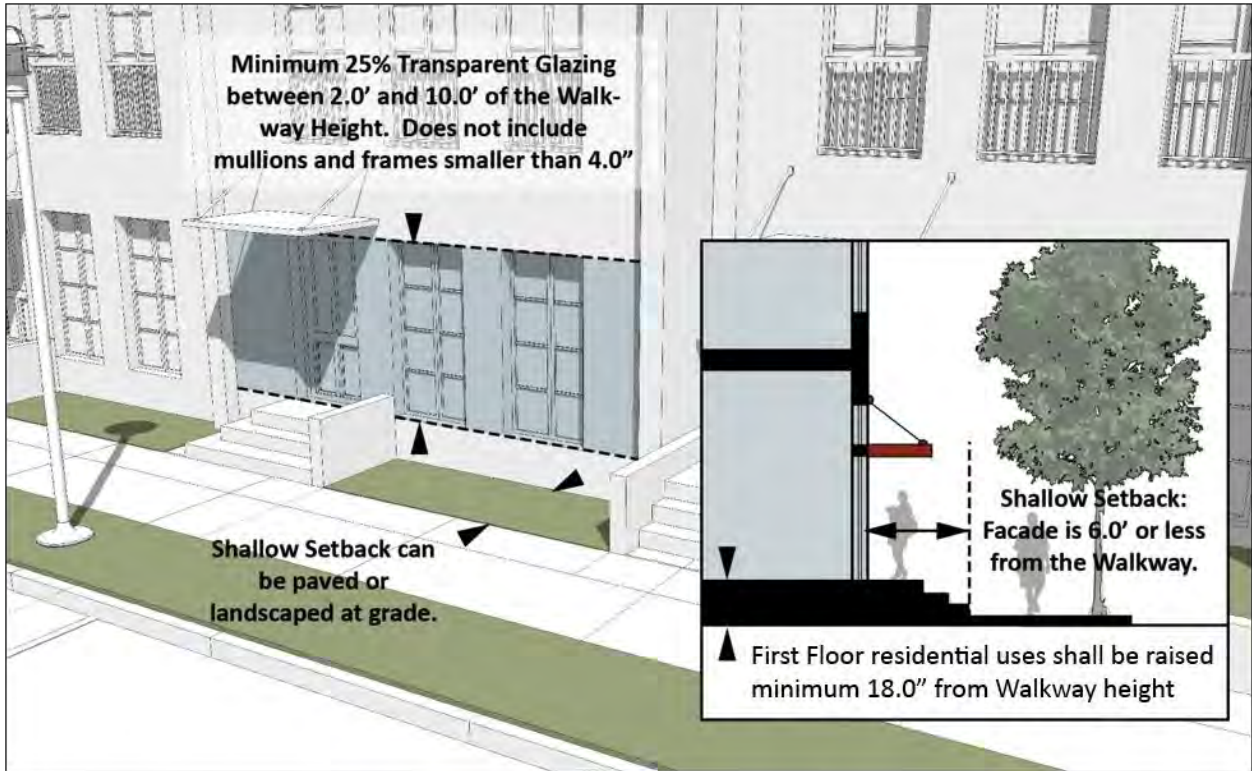 Minimum 25% Transparent Glazing
between 2.0’ and 10.0’ of the Walk-
way Height.  Does not include
mullions and frames smaller than 4.0”
Shallow Setback can
be paved or
landscaped at grade.
Shallow Setback:
Facade is 6.0’ or less
from the Walkway.
First Floor residential uses shall be raised
minimum 18.0” from Walkway height